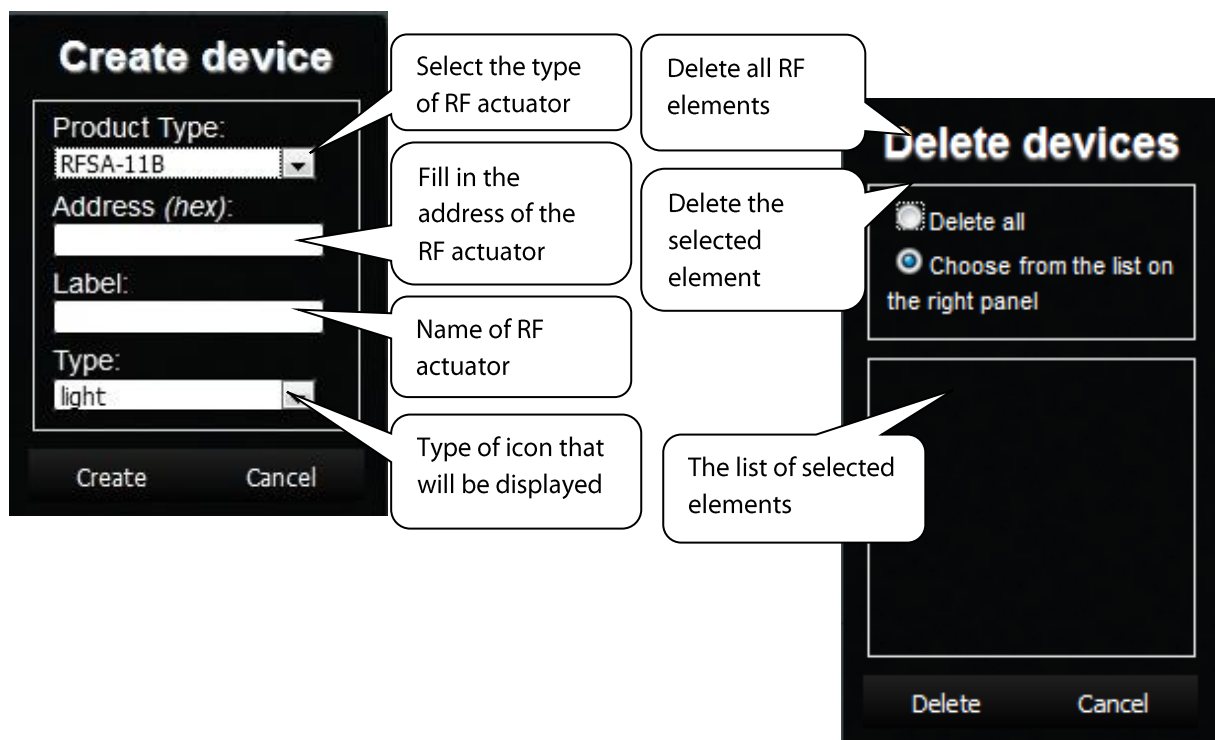 Create device
Product Type:
RFSA-11B
Address (hex):
Label:
Type:
light
Create Cancel
Select the type
of RF actuator
Fill in the
address of the
RF actuator
Name of RF
actuator
Type of icon that
will be displayed
Delete all RF
elements
Delete the
selected
element
The list of selected
elements
Delete devices
Delete all
Choose from the list on
the right panel
Delete Cancel